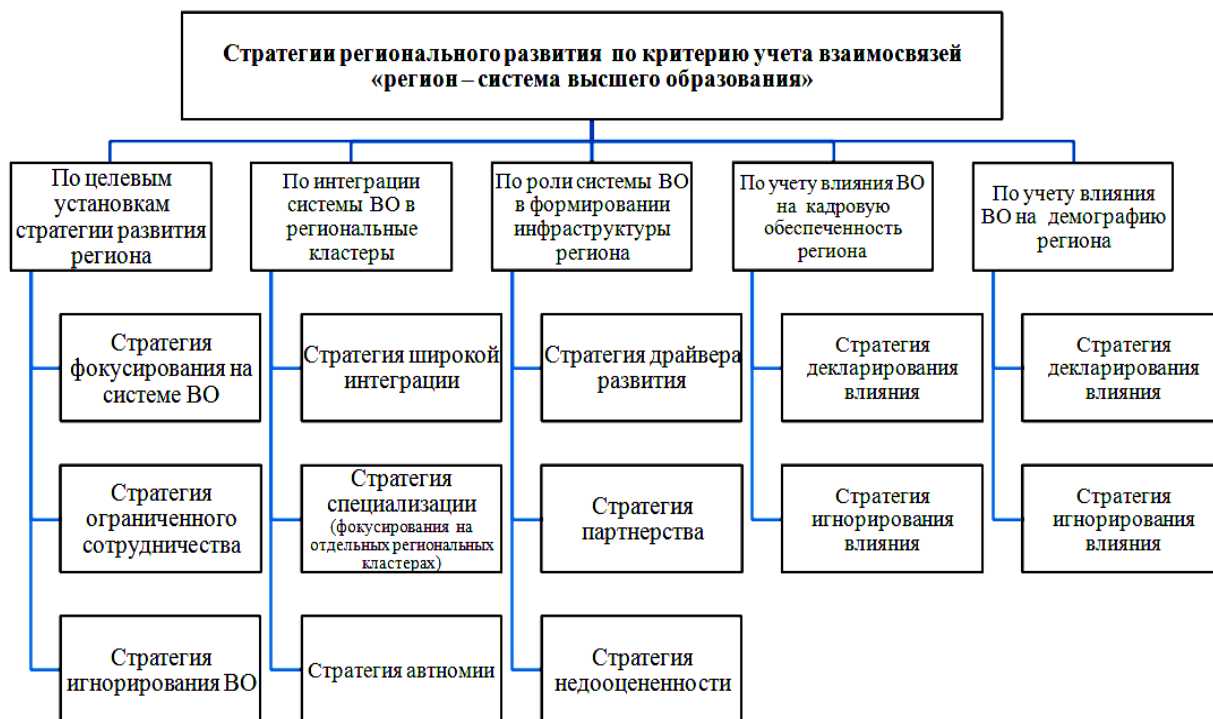 Стратегии регионального развития по критерию учета взаимосвязей
«регион – система высшего образования»
По целевым
установкам
стратегии развития
региона
По интеграции
системы ВО в
региональные
кластеры
По роли системы ВО
в формировании
инфраструктуры
региона
По учету влияния ВО
на кадровую
обеспеченность
региона
По учету влияния
ВО на демографию
региона
Стратегия
фокусирования на
системе ВО
Стратегия широкой
интеграции
Стратегия драйвера
развития
Стратегия
декларирования
влияния
Стратегия
декларирования
влияния
Стратегия
ограниченного
сотрудничества
Стратегия
специализации
(фокусирования на
отдельных региональных
кластерах)
Стратегия
партнерства
Стратегия
игнорирования
влияния
Стратегия
игнорирования
влияния
Стратегия
игнорирования ВО
Стратегия автномии
Стратегия
недооцененности